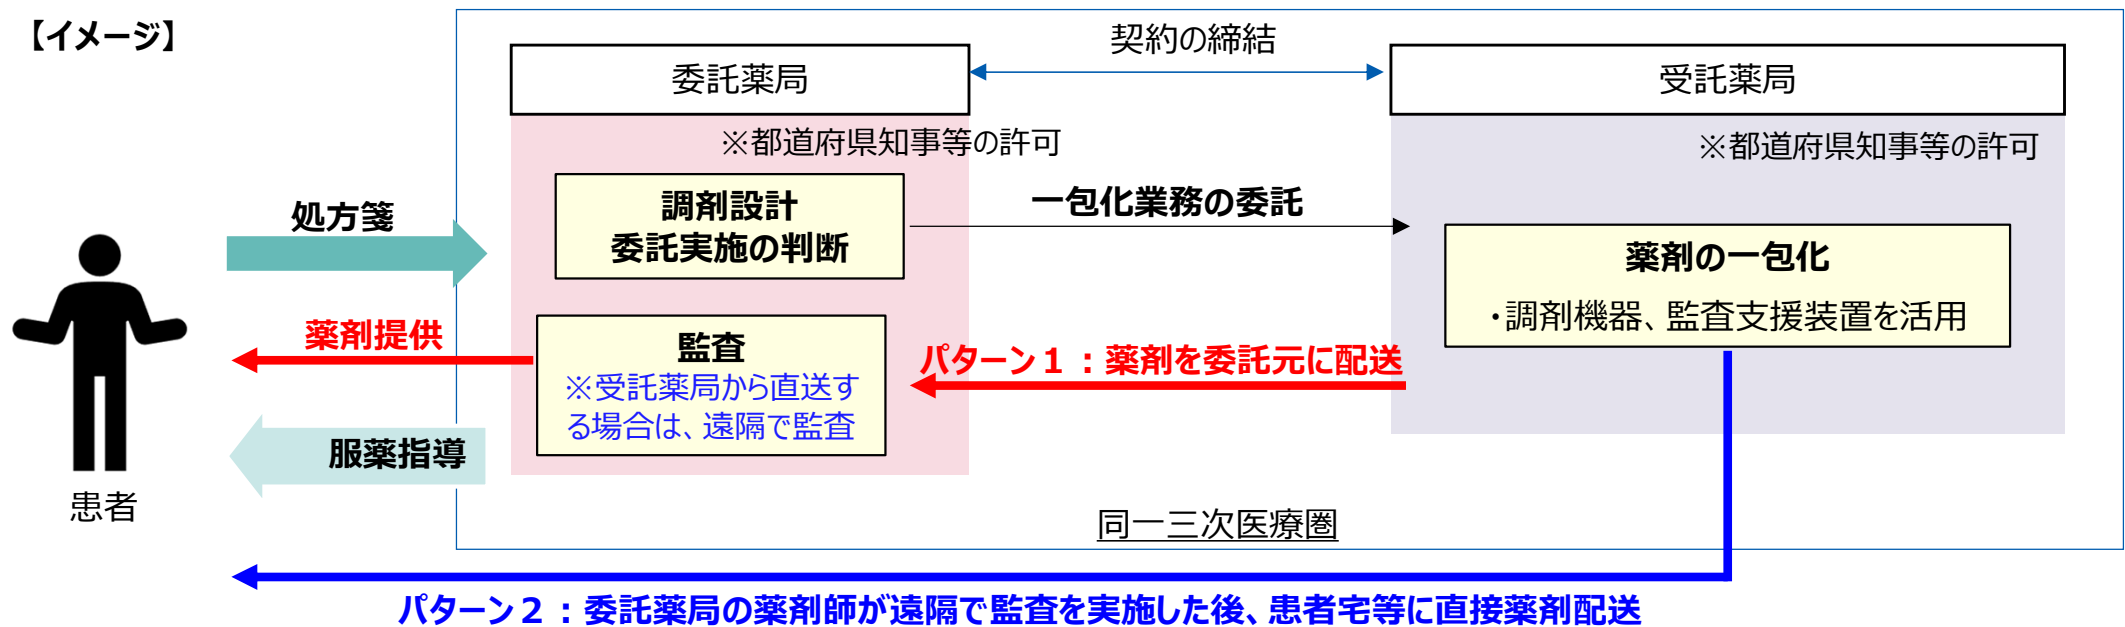 【イメージ】
契約の締結
委託薬局
受託薬局
※都道府県知事等の許可
※都道府県知事等の許可
処方箋
調剤設計
委託実施の判断
一包化業務の委託
薬剤の一包化
・調剤機器、監査支援装置を活用
薬剤提供
監査
※受託薬局から直送す
る場合は、遠隔で監査
パターン１：薬剤を委託元に配送
服薬指導
患者
同一三次医療圏
パターン２：委託薬局の薬剤師が遠隔で監査を実施した後、患者宅等に直接薬剤配送